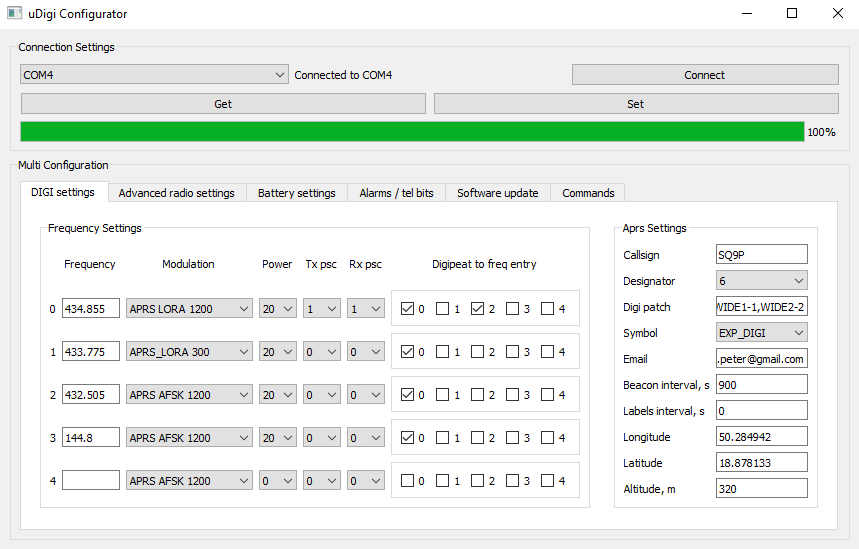 uDigi Configurator
Connection Settings
COM4 Connected to COM4 Connect
Get Set
100%
Multi Configuration
DIGI settings Advanced radio settings Battery settings Alarms / tel bits Software update Commands
Frequency Settings
Frequency Modulation Power Tx psc Rx psc Digipeat to freq entry
0 434.855 APRS LORA 1200 20 1 1 0 1 2 3 4
1 433.775 APRS_LORA 300 20 0 0 0 1 2 3 4
2 432.505 APRS AFSK 1200 20 0 0 0 1 2 3 4
3 144.8 APRS AFSK 1200 20 0 0 0 1 2 3 4
4 APRS AFSK 1200 0 0 0 0 1 2 3 4
Aprs Settings
Callsign SQ9P
Designator 6
Digi patch WIDE1-1,WIDE2-2
Symbol EXP_DIGI
Email .peter@gmail.com
Beacon interval, s 900
Labels interval, s 0
Longitude 50.284942
Latitude 18.878133
Altitude, m 320